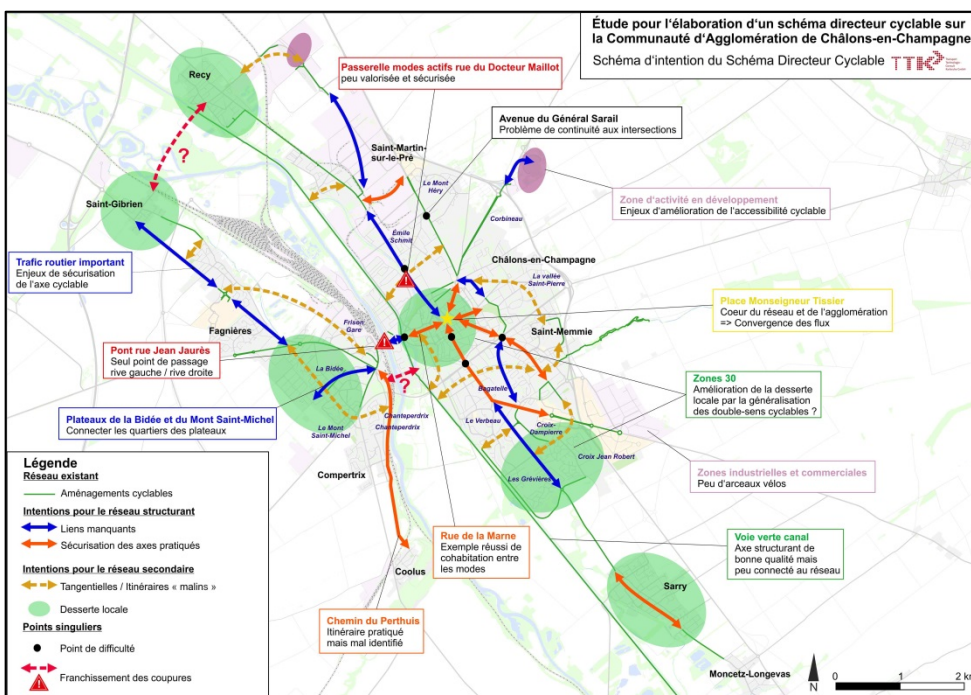 Étude pour l'élaboration d'un schéma directeur cyclable sur
la Communauté d'Agglomération de Châlons-en-Champagne
Schéma d'intention du Schéma Directeur Cyclable
TTK
Recy
Passerelle modes actifs rue du Docteur Maillot
peu valorisée et sécurisée
Avenue du Général Sarail
Problème de continuité aux intersections
Saint-Martin-
sur-le-Pré
Le Mont
Héry
?
Saint-Gibrien
Zone d'activité en développement
Enjeux d'amélioration de l'accessibilité cyclable
Corbineau
Émile
Schmit
Trafic routier important
Enjeux de sécurisation
de l'axe cyclable
Châlons-en-Champagne
La vallée
Saint-Pierre
Place Monseigneur Tissier
Coeur du réseau et de l'agglomération
=> Convergence des flux
Frison
Gare
Fagnières
Saint-Memmie
Pont rue Jean Jaurès
Seul point de passage
rive gauche / rive droite
La Bidée
?
Bagatelle
Zones 30
Amélioration de la desserte
locale par la généralisation
des double-sens cyclables ?
Plateaux de la Bidée et du Mont Saint-Michel
Connecter les quartiers des plateaux
Le Mont
Saint-Michel
Chanteperdrix
Chanteperdrix
Le Verbeau
Croix-
Dampierre
Croix Jean Robert
Compertrix
Les Grévières
Zones industrielles et commerciales
Peu d'arceaux vélos
Rue de la Marne
Exemple réussi de
cohabitation entre
les modes
Voie verte canal
Axe structurant de
bonne qualité mais
peu connecté au réseau
Coolus
Sarry
Chemin du Perthuis
Itinéraire pratiqué
mais mal identifié
Moncetz-Longevas
Légende
Réseau existant
Aménagements cyclables
Intentions pour le réseau structurant
Liens manquants
Sécurisation des axes pratiqués
Intentions pour le réseau secondaire
Tangentielles / Itinéraires « malins »
Desserte locale
Points singuliers
Point de difficulté
Franchissement des coupures
N
0 1 2 km